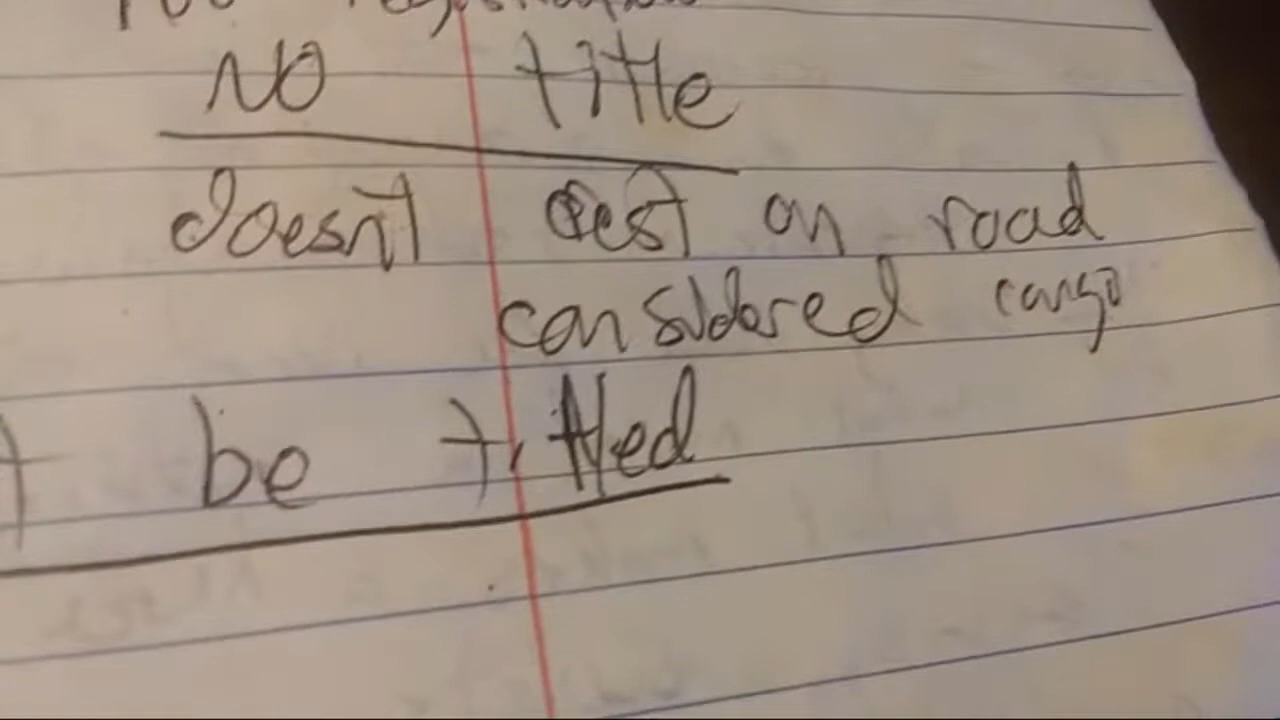 NO title
doesn't rest on road
considered cargo
be titled